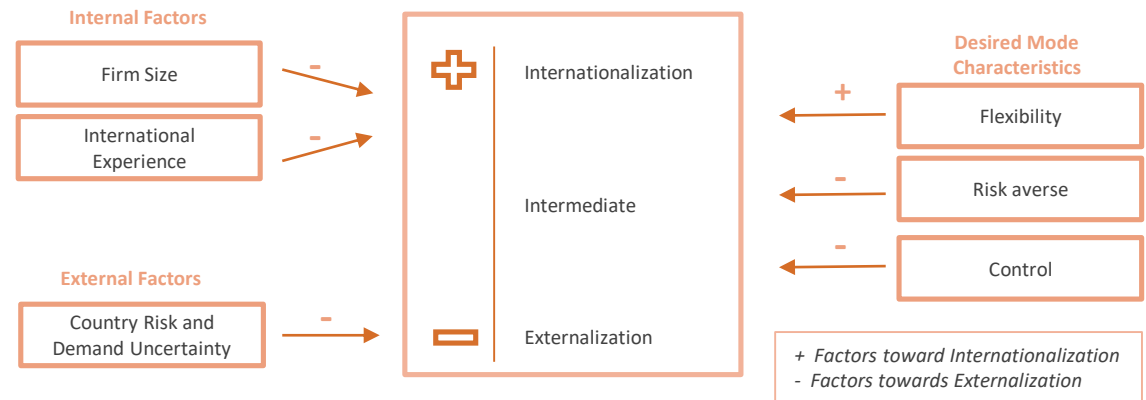 Internal Factors
Firm Size
-
International
Experience
-
External Factors
Country Risk and
Demand Uncertainty
-
+
Internationalization
Intermediate
-
Externalization
Desired Mode
Characteristics
+
Flexibility
-
Risk averse
-
Control
+ Factors toward Internationalization
- Factors towards Externalization